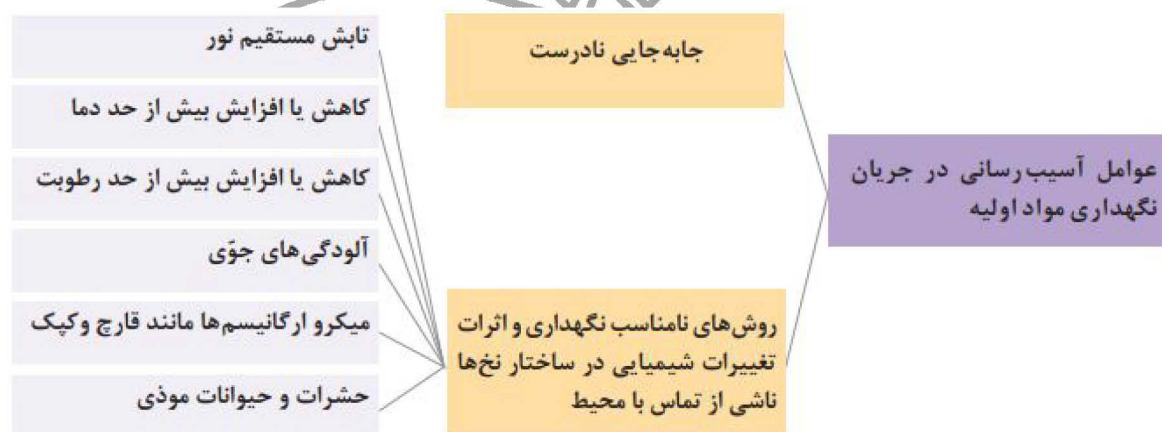 عوامل آسیب‌رسانی در جریان
نگهداری مواد اولیه
جابه‌جایی نادرست
روش‌های نامناسب نگهداری و اثرات
تغییرات شیمیایی در ساختار نخ‌ها
ناشی از تماس با محیط
تابش مستقیم نور
کاهش یا افزایش بیش از حد دما
کاهش یا افزایش بیش از حد رطوبت
آلودگی‌های جوّی
میکرو ارگانیسم‌ها مانند قارچ وکپک
حشرات و حیوانات موذی